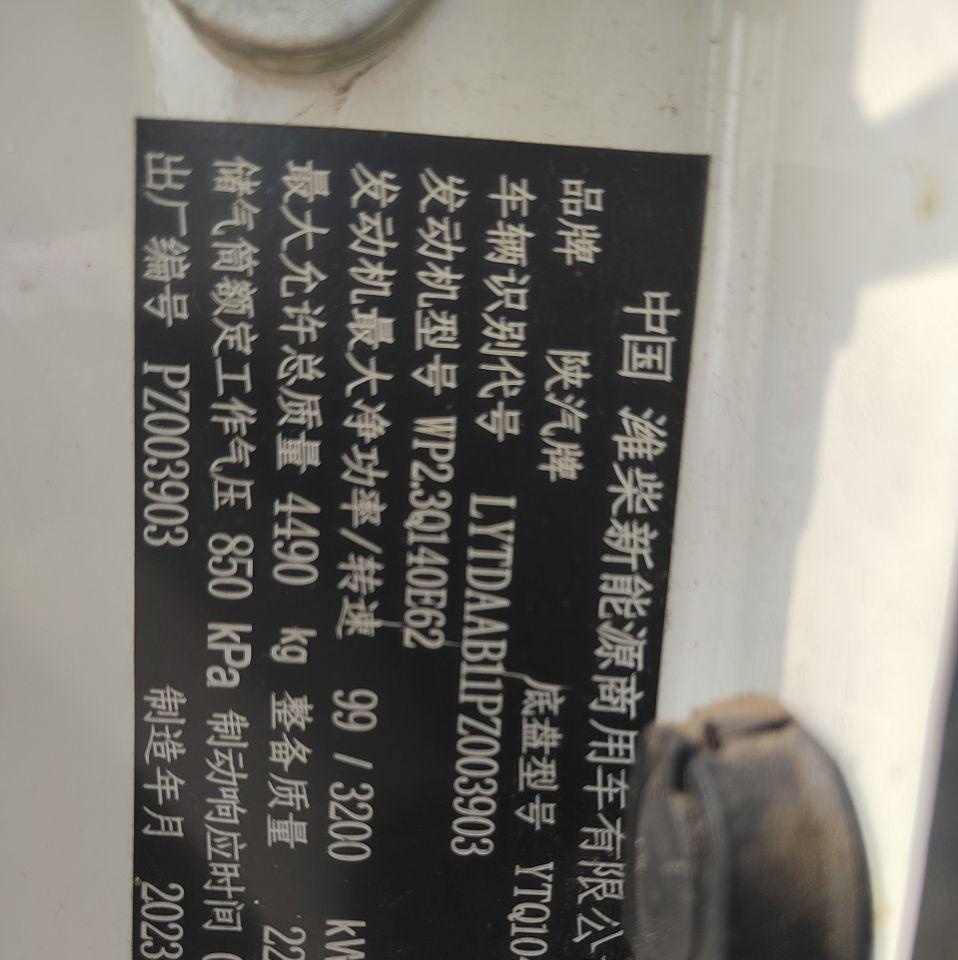 中国 潍柴新能源商用车有限公
品牌 陕汽牌 底盘型号 YTQ10
车辆识别代号 LYTDAAB11PZ003903
发动机型号 WP2.3Q140E62
发动机最大净功率/转速 99 / 3200 kW
最大允许总质量 4490 kg 整备质量 22
储气筒额定工作气压 850 kPa 制动响应时间 0
出厂编号 PZ003903 制造年月 2023